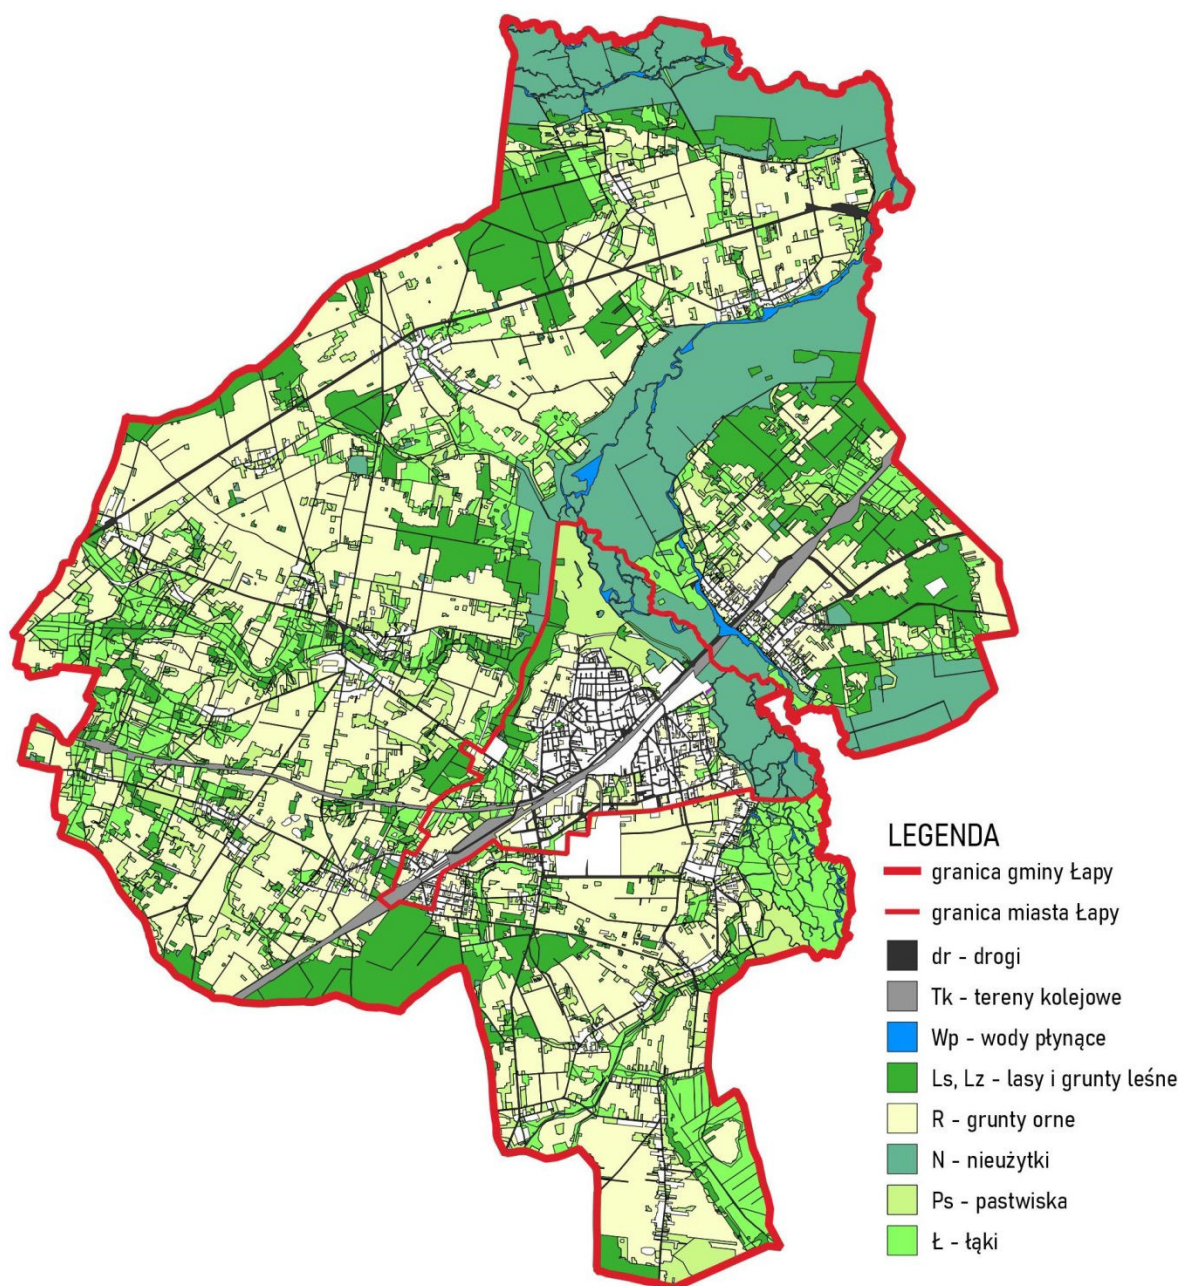 LEGENDA
granica gminy Łapy
granica miasta Łapy
dr - drogi
Tk - tereny kolejowe
Wp - wody płynące
Ls, Lz - lasy i grunty leśne
R - grunty orne
N - nieużytki
Ps - pastwiska
Ł - łąki